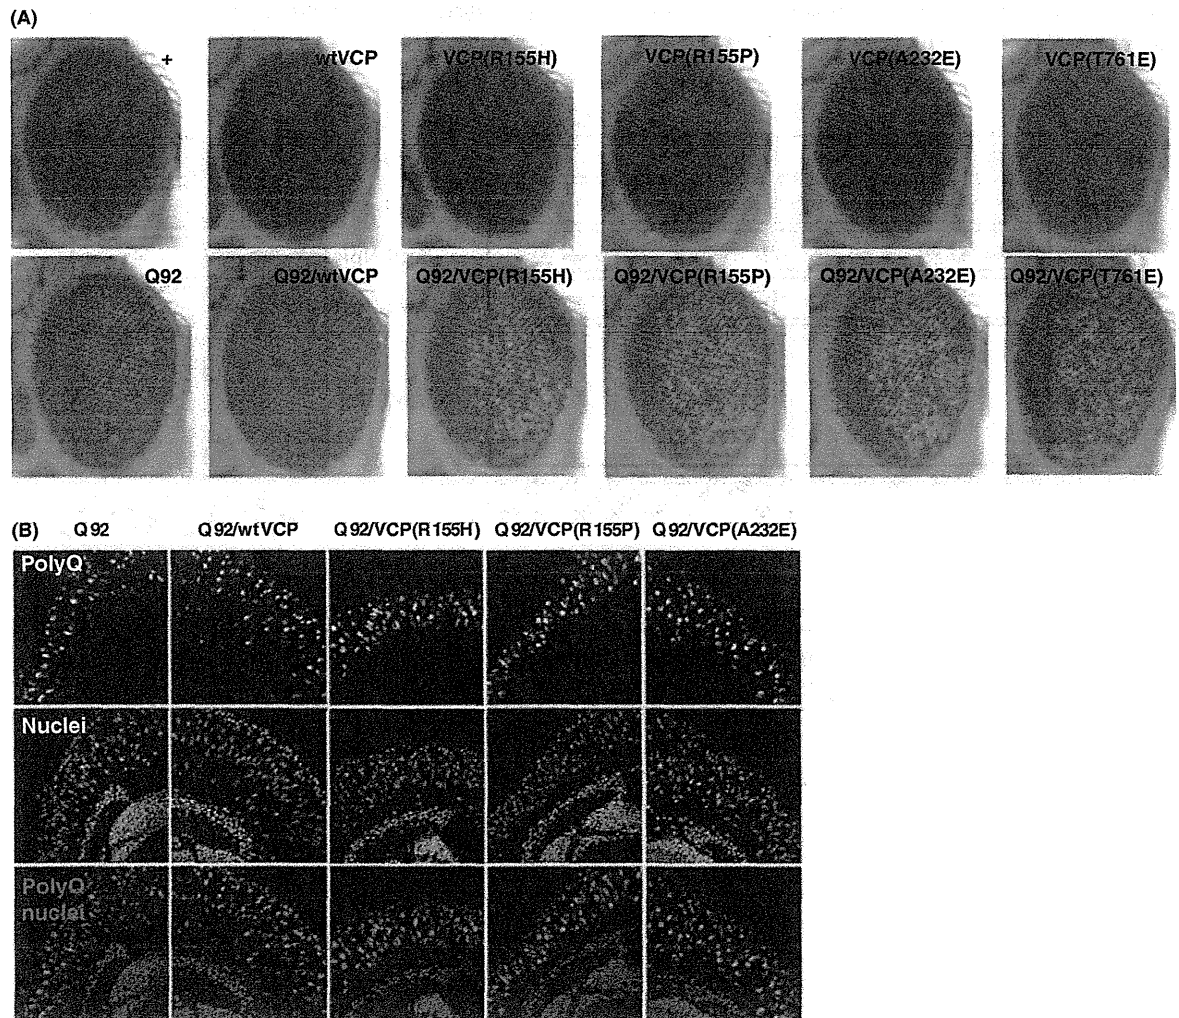 (A)
+ wtVCP VCP(R155H) VCP(R155P) VCP(A232E) VCP(T761E)
Q92 Q92/wtVCP Q92/VCP(R155H) Q92/VCP(R155P) Q92/VCP(A232E) Q92/VCP(T761E)
(B) Q92 Q92/wtVCP Q92/VCP(R155H) Q92/VCP(R155P) Q92/VCP(A232E)
PolyQ
Nuclei
PolyQ
nuclei